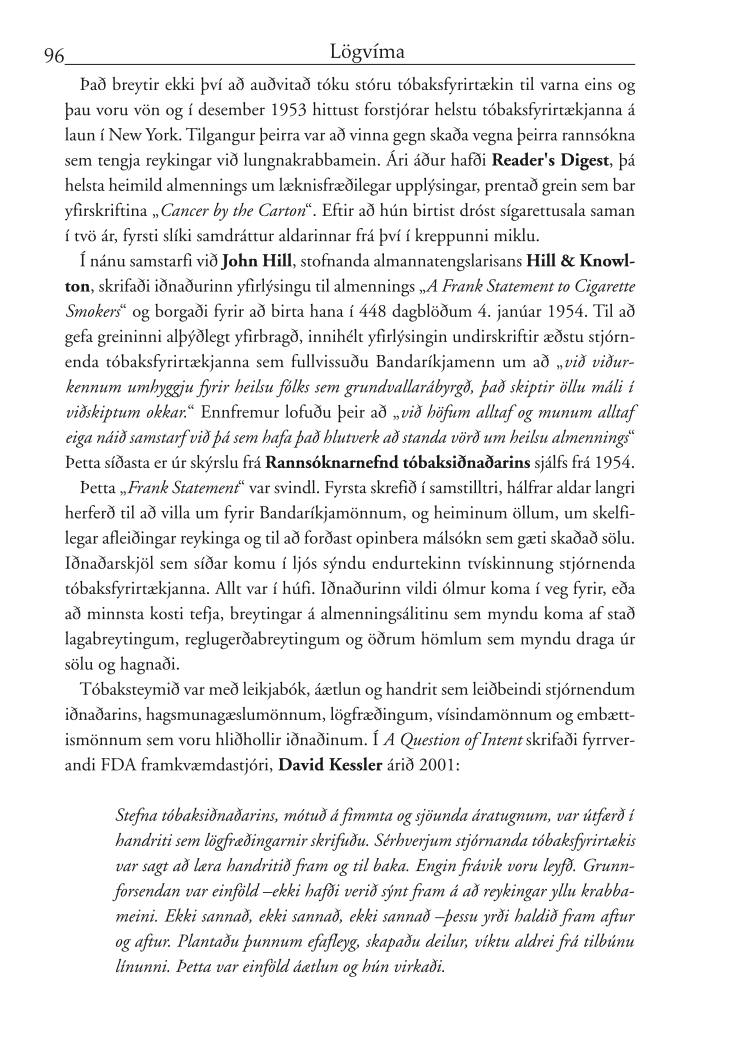 96
Lögvíma
Það breytir ekki því að auðvitað tóku stóru tóbaksfyrirtækin til varna eins og
þau voru vön og í desember 1953 hittust forstjórar helstu tóbaksfyrirtækjanna á
laun í New York. Tilgangur þeirra var að vinna gegn skaða vegna þeirra rannsókna
sem tengja reykingar við lungnakrabbamein. Ári áður hafði Reader's Digest, þá
helsta heimild almennings um læknisfræðilegar upplýsingar, prentað grein sem bar
yfirskriftina „Cancer by the Carton“. Eftir að hún birtist dróst sígarettusala saman
í tvö ár, fyrsti slíki samdráttur aldarinnar frá því í kreppunni miklu.
Í nánu samstarfi við John Hill, stofnanda almannatengslarisans Hill & Knowl-
ton, skrifaði iðnaðurinn yfirlýsingu til almennings „A Frank Statement to Cigarette
Smokers“ og borgaði fyrir að birta hana í 448 dagblöðum 4. janúar 1954. Til að
gefa greininni alþýðlegt yfirbragð, innihélt yfirlýsingin undirskriftir æðstu stjórn-
enda tóbaksfyrirtækjanna sem fullvissuðu Bandaríkjamenn um að „við viður-
kennum umhyggju fyrir heilsu fólks sem grundvallarábyrgð, það skiptir öllu máli í
viðskiptum okkar.“ Ennfremur lofuðu þeir að „við höfum alltaf og munum alltaf
eiga náið samstarf við þá sem hafa það hlutverk að standa vörð um heilsu almennings“
Þetta síðasta er úr skýrslu frá Rannsóknarnefnd tóbaksiðnaðarins sjálfs frá 1954.
Þetta „Frank Statement“ var svindl. Fyrsta skrefið í samstilltri, hálfrar aldar langri
herferð til að villa um fyrir Bandaríkjamönnum, og heiminum öllum, um skelfi-
legar afleiðingar reykinga og til að forðast opinbera málsókn sem gæti skaðað sölu.
Iðnaðarskjöl sem síðar komu í ljós sýndu endurtekinn tvískinnung stjórnenda
tóbaksfyrirtækjanna. Allt var í húfi. Iðnaðurinn vildi ólmur koma í veg fyrir, eða
að minnsta kosti tefja, breytingar á almenningsálitinu sem myndu koma af stað
lagabreytingum, reglugerðabreytingum og öðrum hömlum sem myndu draga úr
sölu og hagnaði.
Tóbaksteymið var með leikjabók, áætlun og handrit sem leiðbeindi stjórnendum
iðnaðarins, hagsmunagæslumönnum, lögfræðingum, vísindamönnum og embætt-
ismönnum sem voru hliðhollir iðnaðinum. Í A Question of Intent skrifaði fyrrver-
andi FDA framkvæmdastjóri, David Kessler árið 2001:
Stefna tóbaksiðnaðarins, mótuð á fimmta og sjöunda áratugnum, var útfærð í
handriti sem lögfræðingarnir skrifuðu. Sérhverjum stjórnanda tóbaksfyrirtækis
var sagt að læra handritið fram og til baka. Engin frávik voru leyfð. Grunn-
forsendan var einföld –ekki hafði verið sýnt fram á að reykingar yllu krabba-
meini. Ekki sannað, ekki sannað, ekki sannað –þessu yrði haldið fram aftur
og aftur. Plantaðu þunnum efafleyg, skapaðu deilur, víktu aldrei frá tilbúnu
línunni. Þetta var einföld áætlun og hún virkaði.